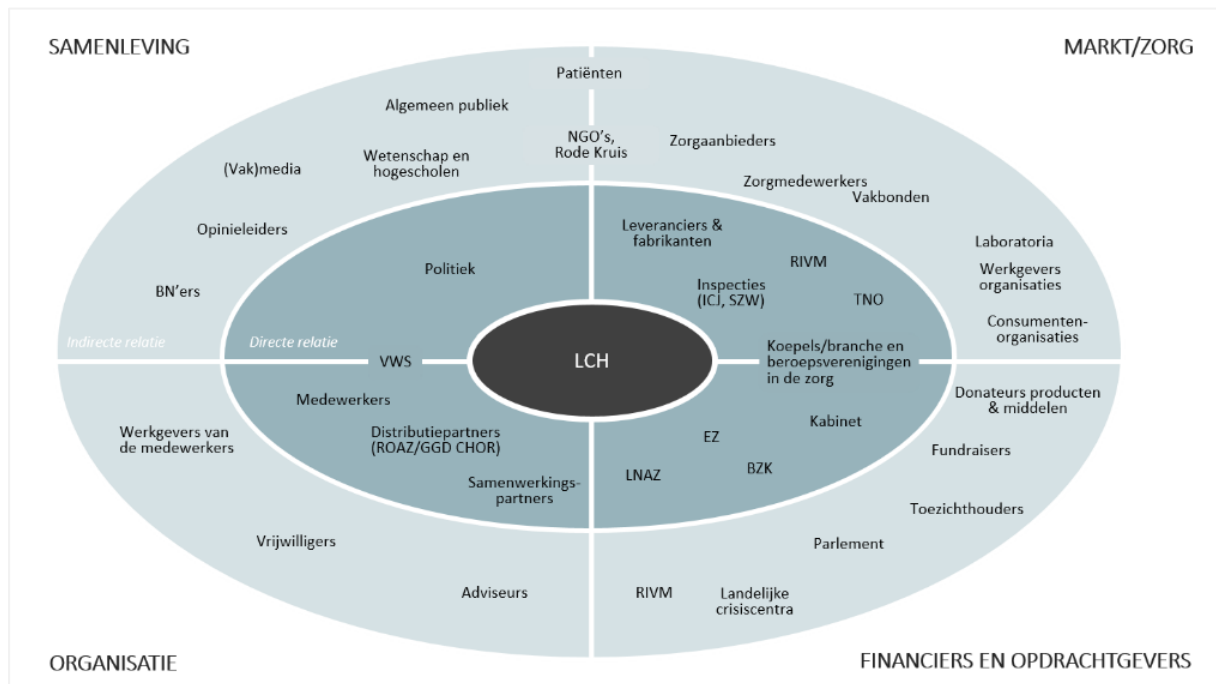 SAMENLEVING
MARKT/ZORG
Patiënten
Algemeen publiek
NGO's,
Rode Kruis
Zorgaanbieders
(Vak)media
Wetenschap en
hogescholen
Zorgmedewerkers
Vakbonden
Opinieleiders
Leveranciers &
fabrikanten
Laboratoria
Politiek
RIVM
Werkgevers
organisaties
BN'ers
Inspecties
(ICJ, SZW)
TNO
Consumenten-
organisaties
Indirecte relatie
Directe relatie
VWS
LCH
Koepels/branche en
beroepsverenigingen
in de zorg
Medewerkers
Donateurs producten
& middelen
Werkgevers van
de medewerkers
Distributiepartners
(ROAZ/GGD CHOR)
EZ
Kabinet
Fundraisers
Samenwerkings-
partners
LNAZ
BZK
Toezichthouders
Vrijwilligers
Parlement
Adviseurs
RIVM
Landelijke
crisiscentra
ORGANISATIE
FINANCIERS EN OPDRACHTGEVERS